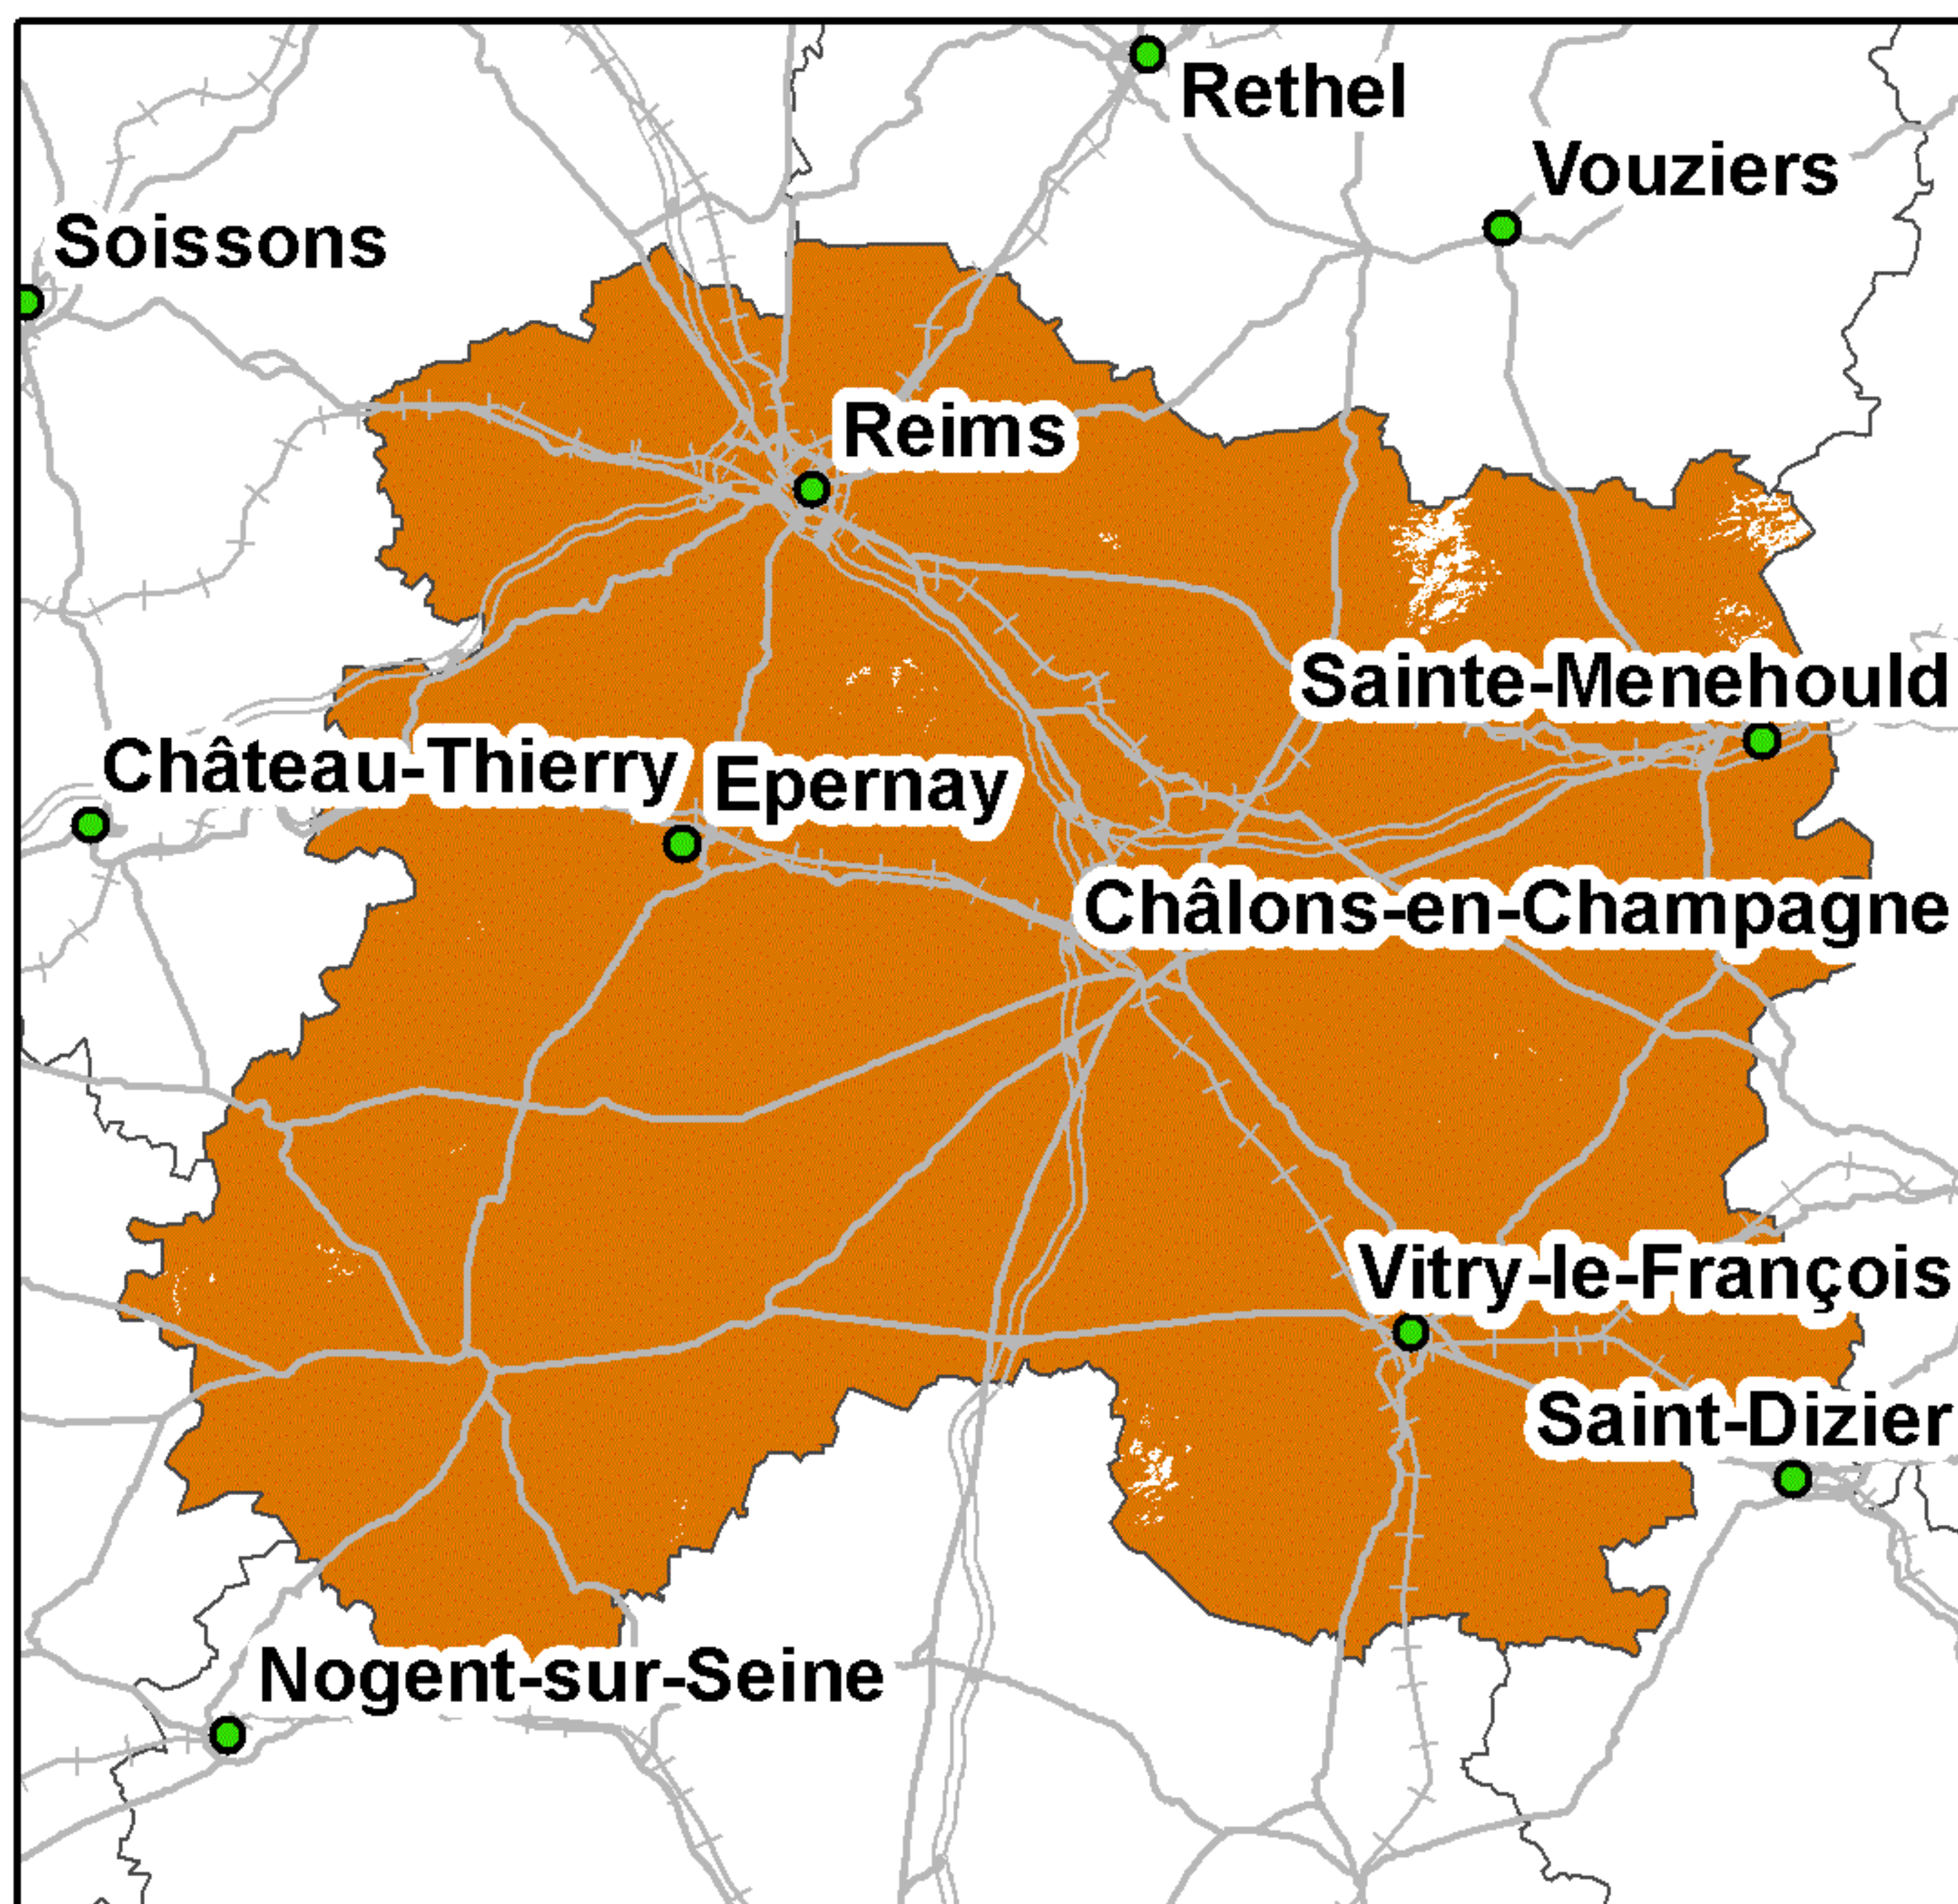 Rethel
Vouziers
Soissons
Reims
Sainte-Menehould
Château-Thierry
Epernay
Châlons-en-Champagne
Vitry-le-François
Saint-Dizier
Nogent-sur-Seine